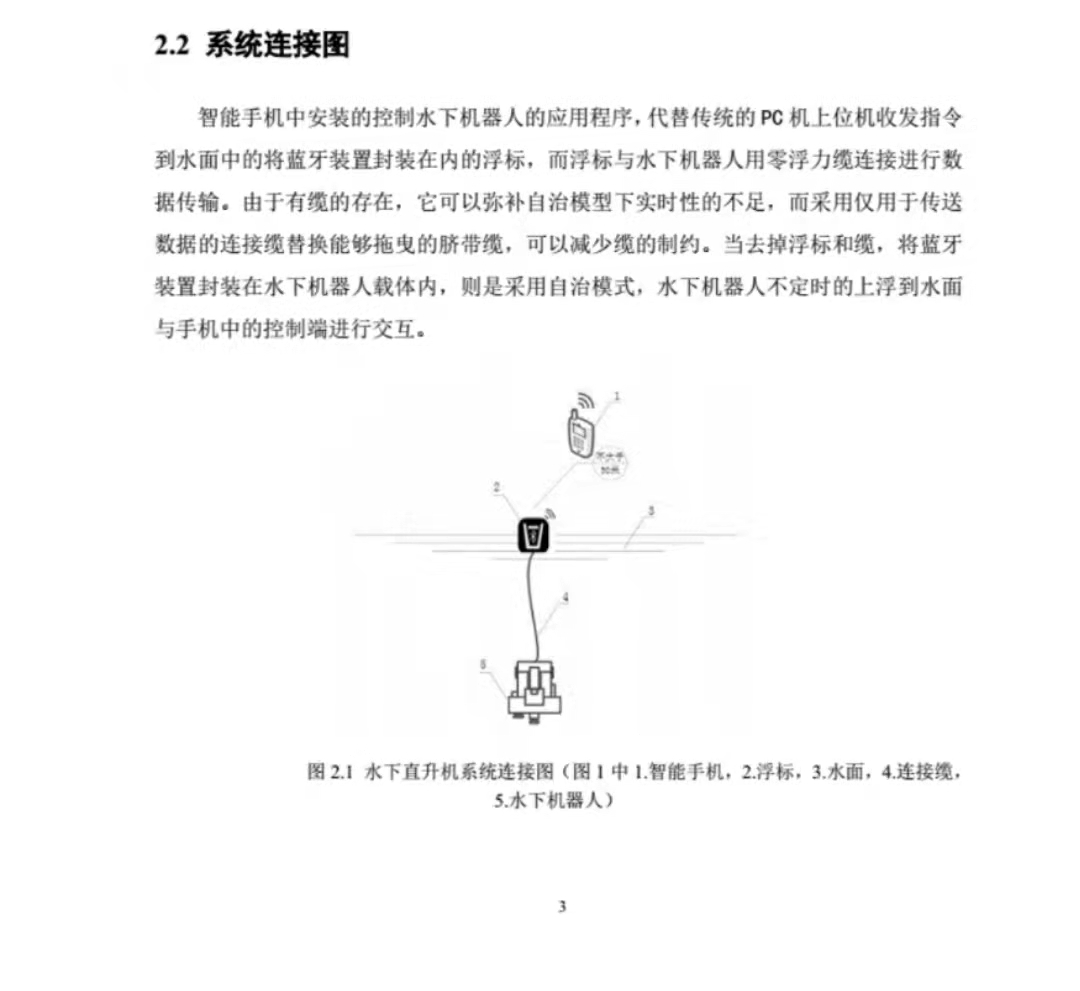 2.2 系统连接图
智能手机中安装的控制水下机器人的应用程序，代替传统的 PC 机上位机收发指令
到水面中的将蓝牙装置封装在内的浮标，而浮标与水下机器人用零浮力缆连接进行数
据传输。由于有缆的存在，它可以弥补自治模型下实时性的不足，而采用仅用于传送
数据的连接缆替换能够拖曳的脐带缆，可以减少缆的制约。当去掉浮标和缆，将蓝牙
装置封装在水下机器人载体内，则是采用自治模式，水下机器人不定时的上浮到水面
与手机中的控制端进行交互。
1
不大于
2
3
4
5
图 2.1 水下直升机系统连接图（图 1 中 1.智能手机，2.浮标，3.水面，4.连接缆，
5.水下机器人）
3